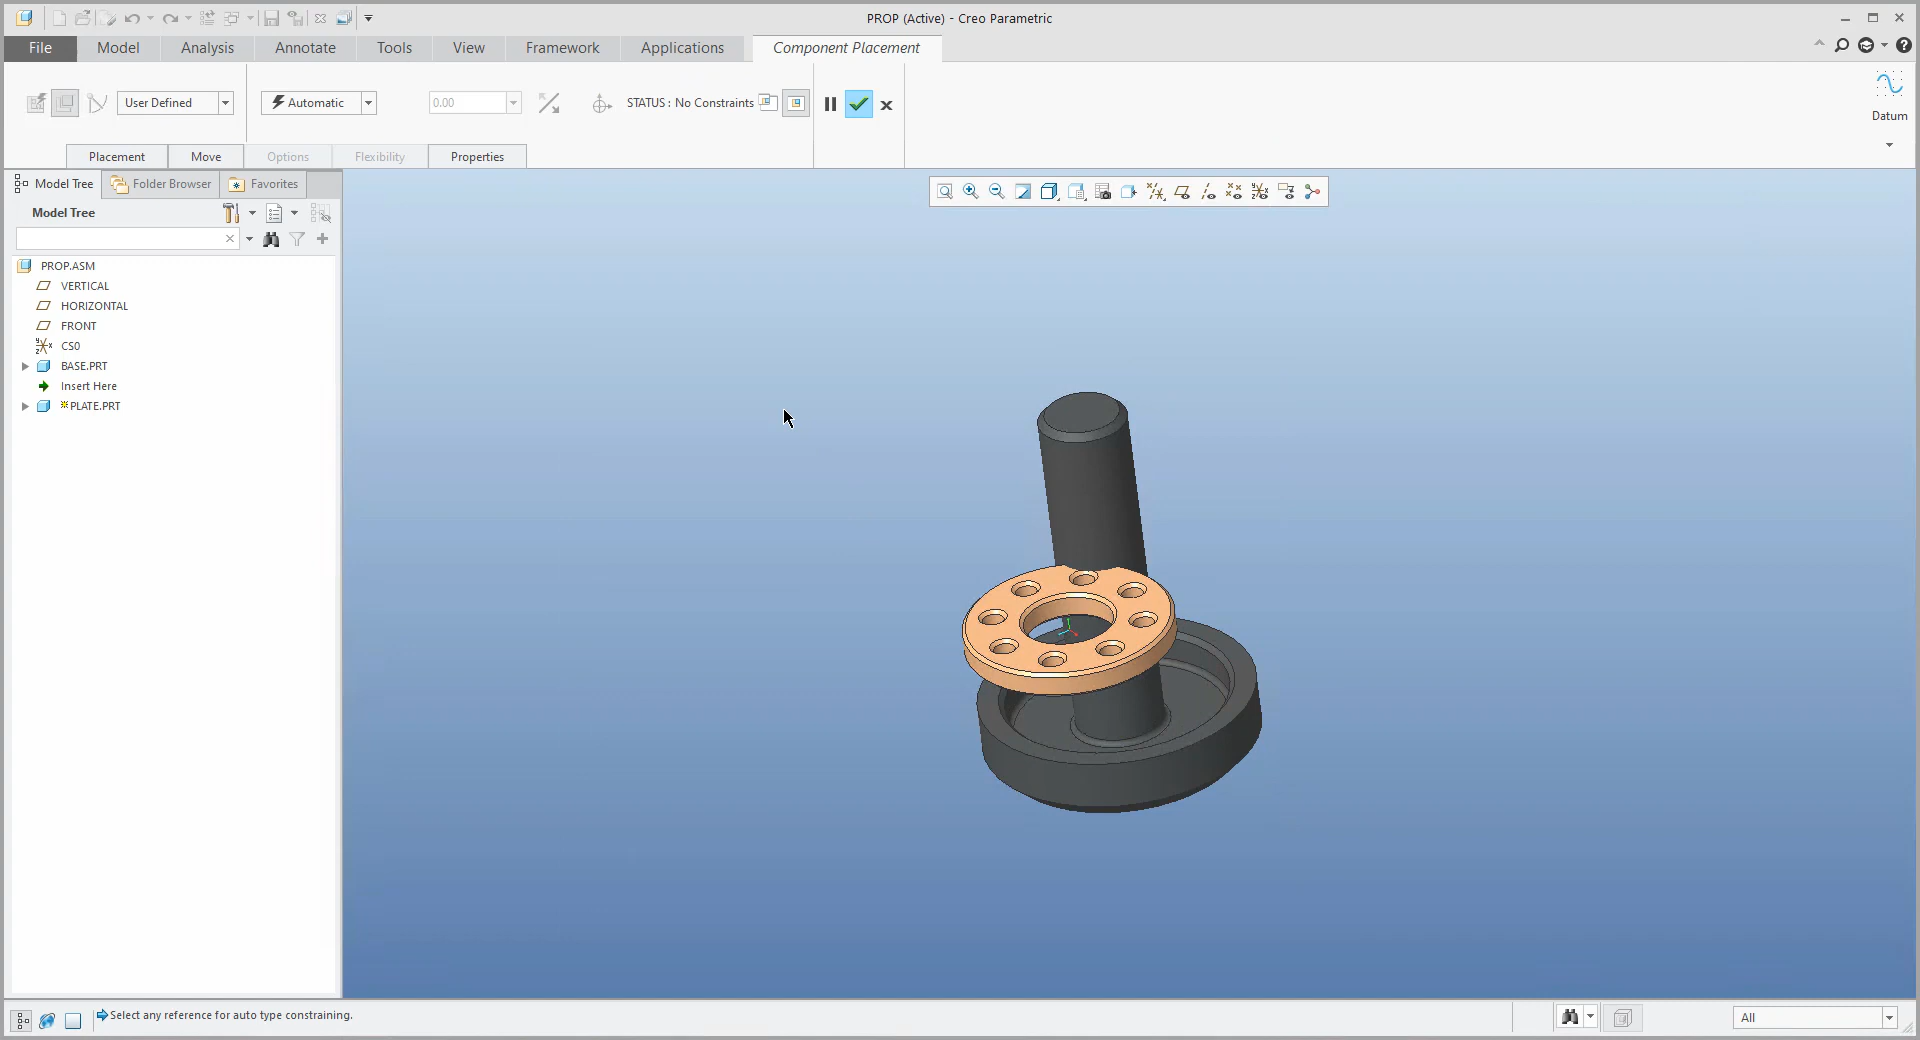 PROP (Active) - Creo Parametric
File Model Analysis Annotate Tools View Framework Applications Component Placement
User Defined Automatic 0.00 STATUS : No Constraints
Datum
Placement Move Options Flexibility Properties
Model Tree Folder Browser Favorites
Model Tree
PROP.ASM
VERTICAL
HORIZONTAL
FRONT
CS0
BASE.PRT
Insert Here
PLATE.PRT
Select any reference for auto type constraining.
All